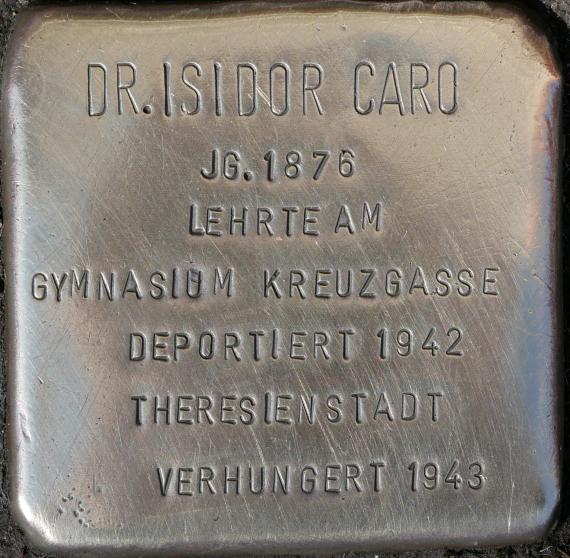 DR. ISIDOR CARO
JG. 1876
LEHRTE AM
GYMNASIUM KREUZGASSE
DEPORTIERT 1942
THERESIENSTADT
VERHUNGERT 1943